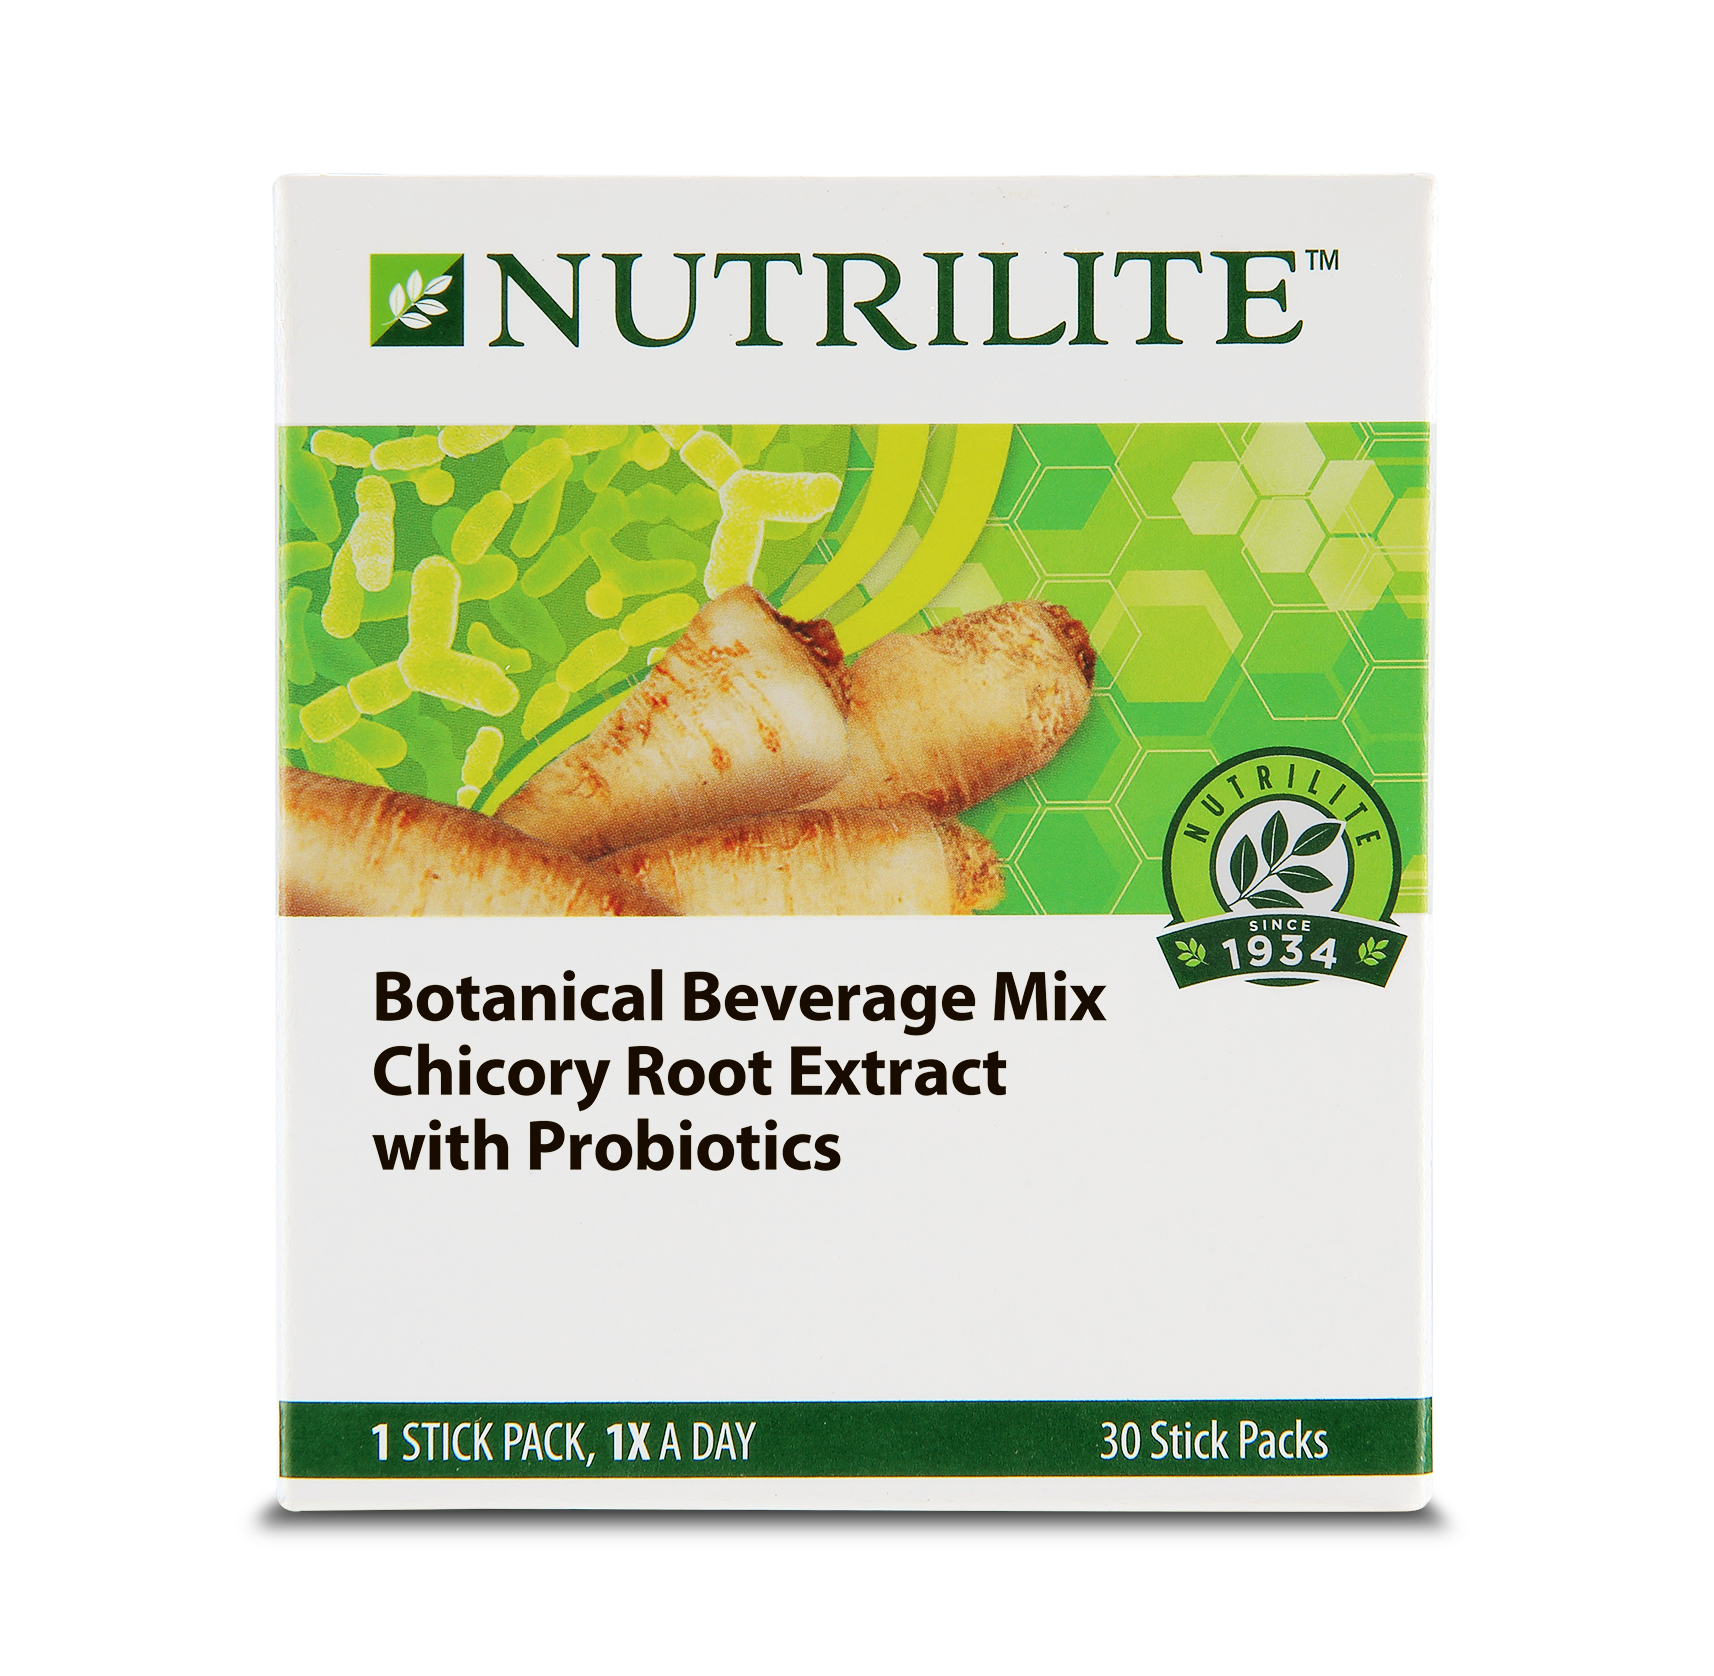 NUTRILITE™
NUTRILITE
SINCE
1934
Botanical Beverage Mix
Chicory Root Extract
with Probiotics
1 STICK PACK, 1X A DAY
30 Stick Packs